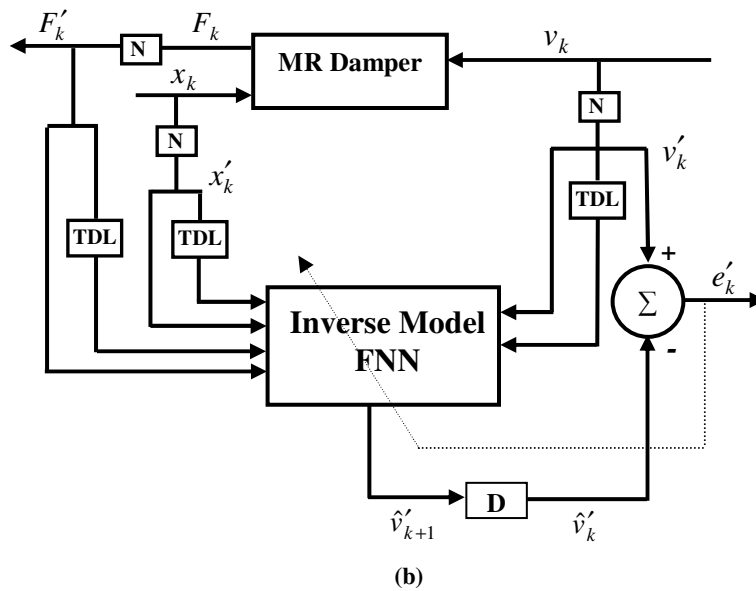 F′ₖ N Fₖ MR Damper vₖ
xₖ
N N
x′ₖ v′ₖ
TDL TDL TDL
+
Inverse Model
FNN
Σ e′ₖ
-
D
v̂′ₖ₊₁ v̂′ₖ
(b)